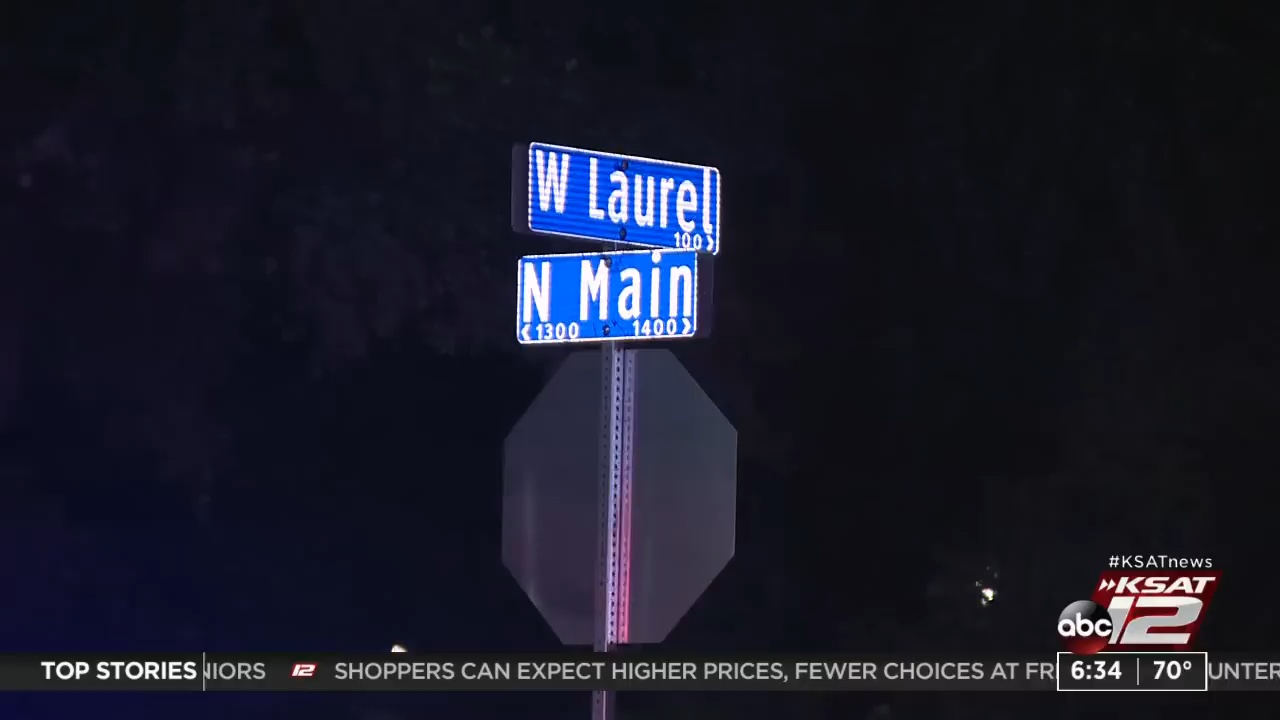 W Laurel
100 >
N Main
< 1300 1400 >
#KSATnews
KSAT
abc 12
TOP STORIES NIORS 12 SHOPPERS CAN EXPECT HIGHER PRICES, FEWER CHOICES AT FR 6:34 70° UNTER